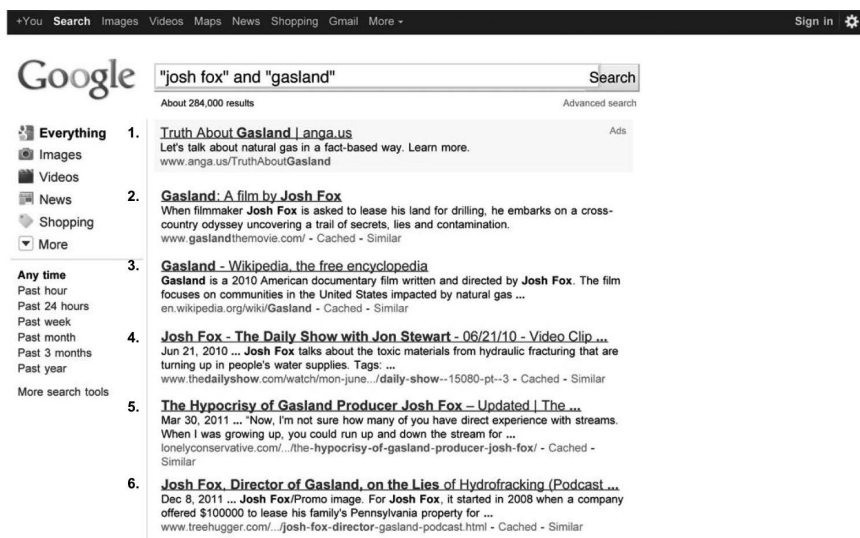 +You Search Images Videos Maps News Shopping Gmail More
Sign in
Google
"josh fox" and "gasland"
Search
About 284,000 results
Advanced search
Everything
Images
Videos
News
Shopping
More
Any time
Past hour
Past 24 hours
Past week
Past month
Past 3 months
Past year
More search tools
1. Truth About Gasland | anga.us
Ads
Let's talk about natural gas in a fact-based way. Learn more.
www.anga.us/TruthAboutGasland
2. Gasland: A film by Josh Fox
When filmmaker Josh Fox is asked to lease his land for drilling, he embarks on a cross-
country odyssey uncovering a trail of secrets, lies and contamination.
www.gaslandthemovie.com/ - Cached - Similar
3. Gasland - Wikipedia, the free encyclopedia
Gasland is a 2010 American documentary film written and directed by Josh Fox. The film
focuses on communities in the United States impacted by natural gas ...
en.wikipedia.org/wiki/Gasland - Cached - Similar
4. Josh Fox - The Daily Show with Jon Stewart - 06/21/10 - Video Clip ...
Jun 21, 2010 ... Josh Fox talks about the toxic materials from hydraulic fracturing that are
turning up in people's water supplies. Tags: ...
www.thedailyshow.com/watch/mon-june.../daily-show--15080-pt--3 - Cached - Similar
5. The Hypocrisy of Gasland Producer Josh Fox – Updated | The ...
Mar 30, 2011 ... “Now, I'm not sure how many of you have direct experience with streams.
When I was growing up, you could run up and down the stream for ...
lonelyconservative.com/.../the-hypocrisy-of-gasland-producer-josh-fox/ - Cached -
Similar
6. Josh Fox, Director of Gasland, on the Lies of Hydrofracking (Podcast ...
Dec 8, 2011 ... Josh Fox/Promo image. For Josh Fox, it started in 2008 when a company
offered $100000 to lease his family's Pennsylvania property for ...
www.treehugger.com/.../josh-fox-director-gasland-podcast.html - Cached - Similar